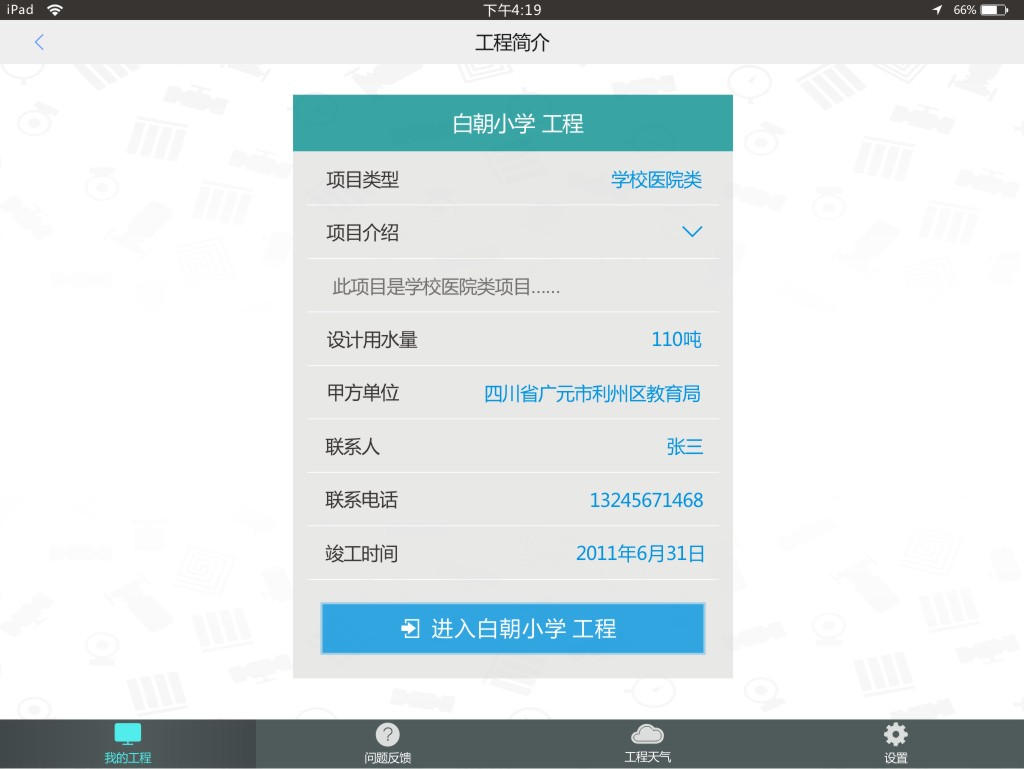 iPad 下午4:19 66%
工程简介
白朝小学 工程
项目类型 学校医院类
项目介绍
此项目是学校医院类项目......
设计用水量 110吨
甲方单位 四川省广元市利州区教育局
联系人 张三
联系电话 13245671468
竣工时间 2011年6月31日
进入白朝小学 工程
我的工程 问题反馈 工程天气 设置